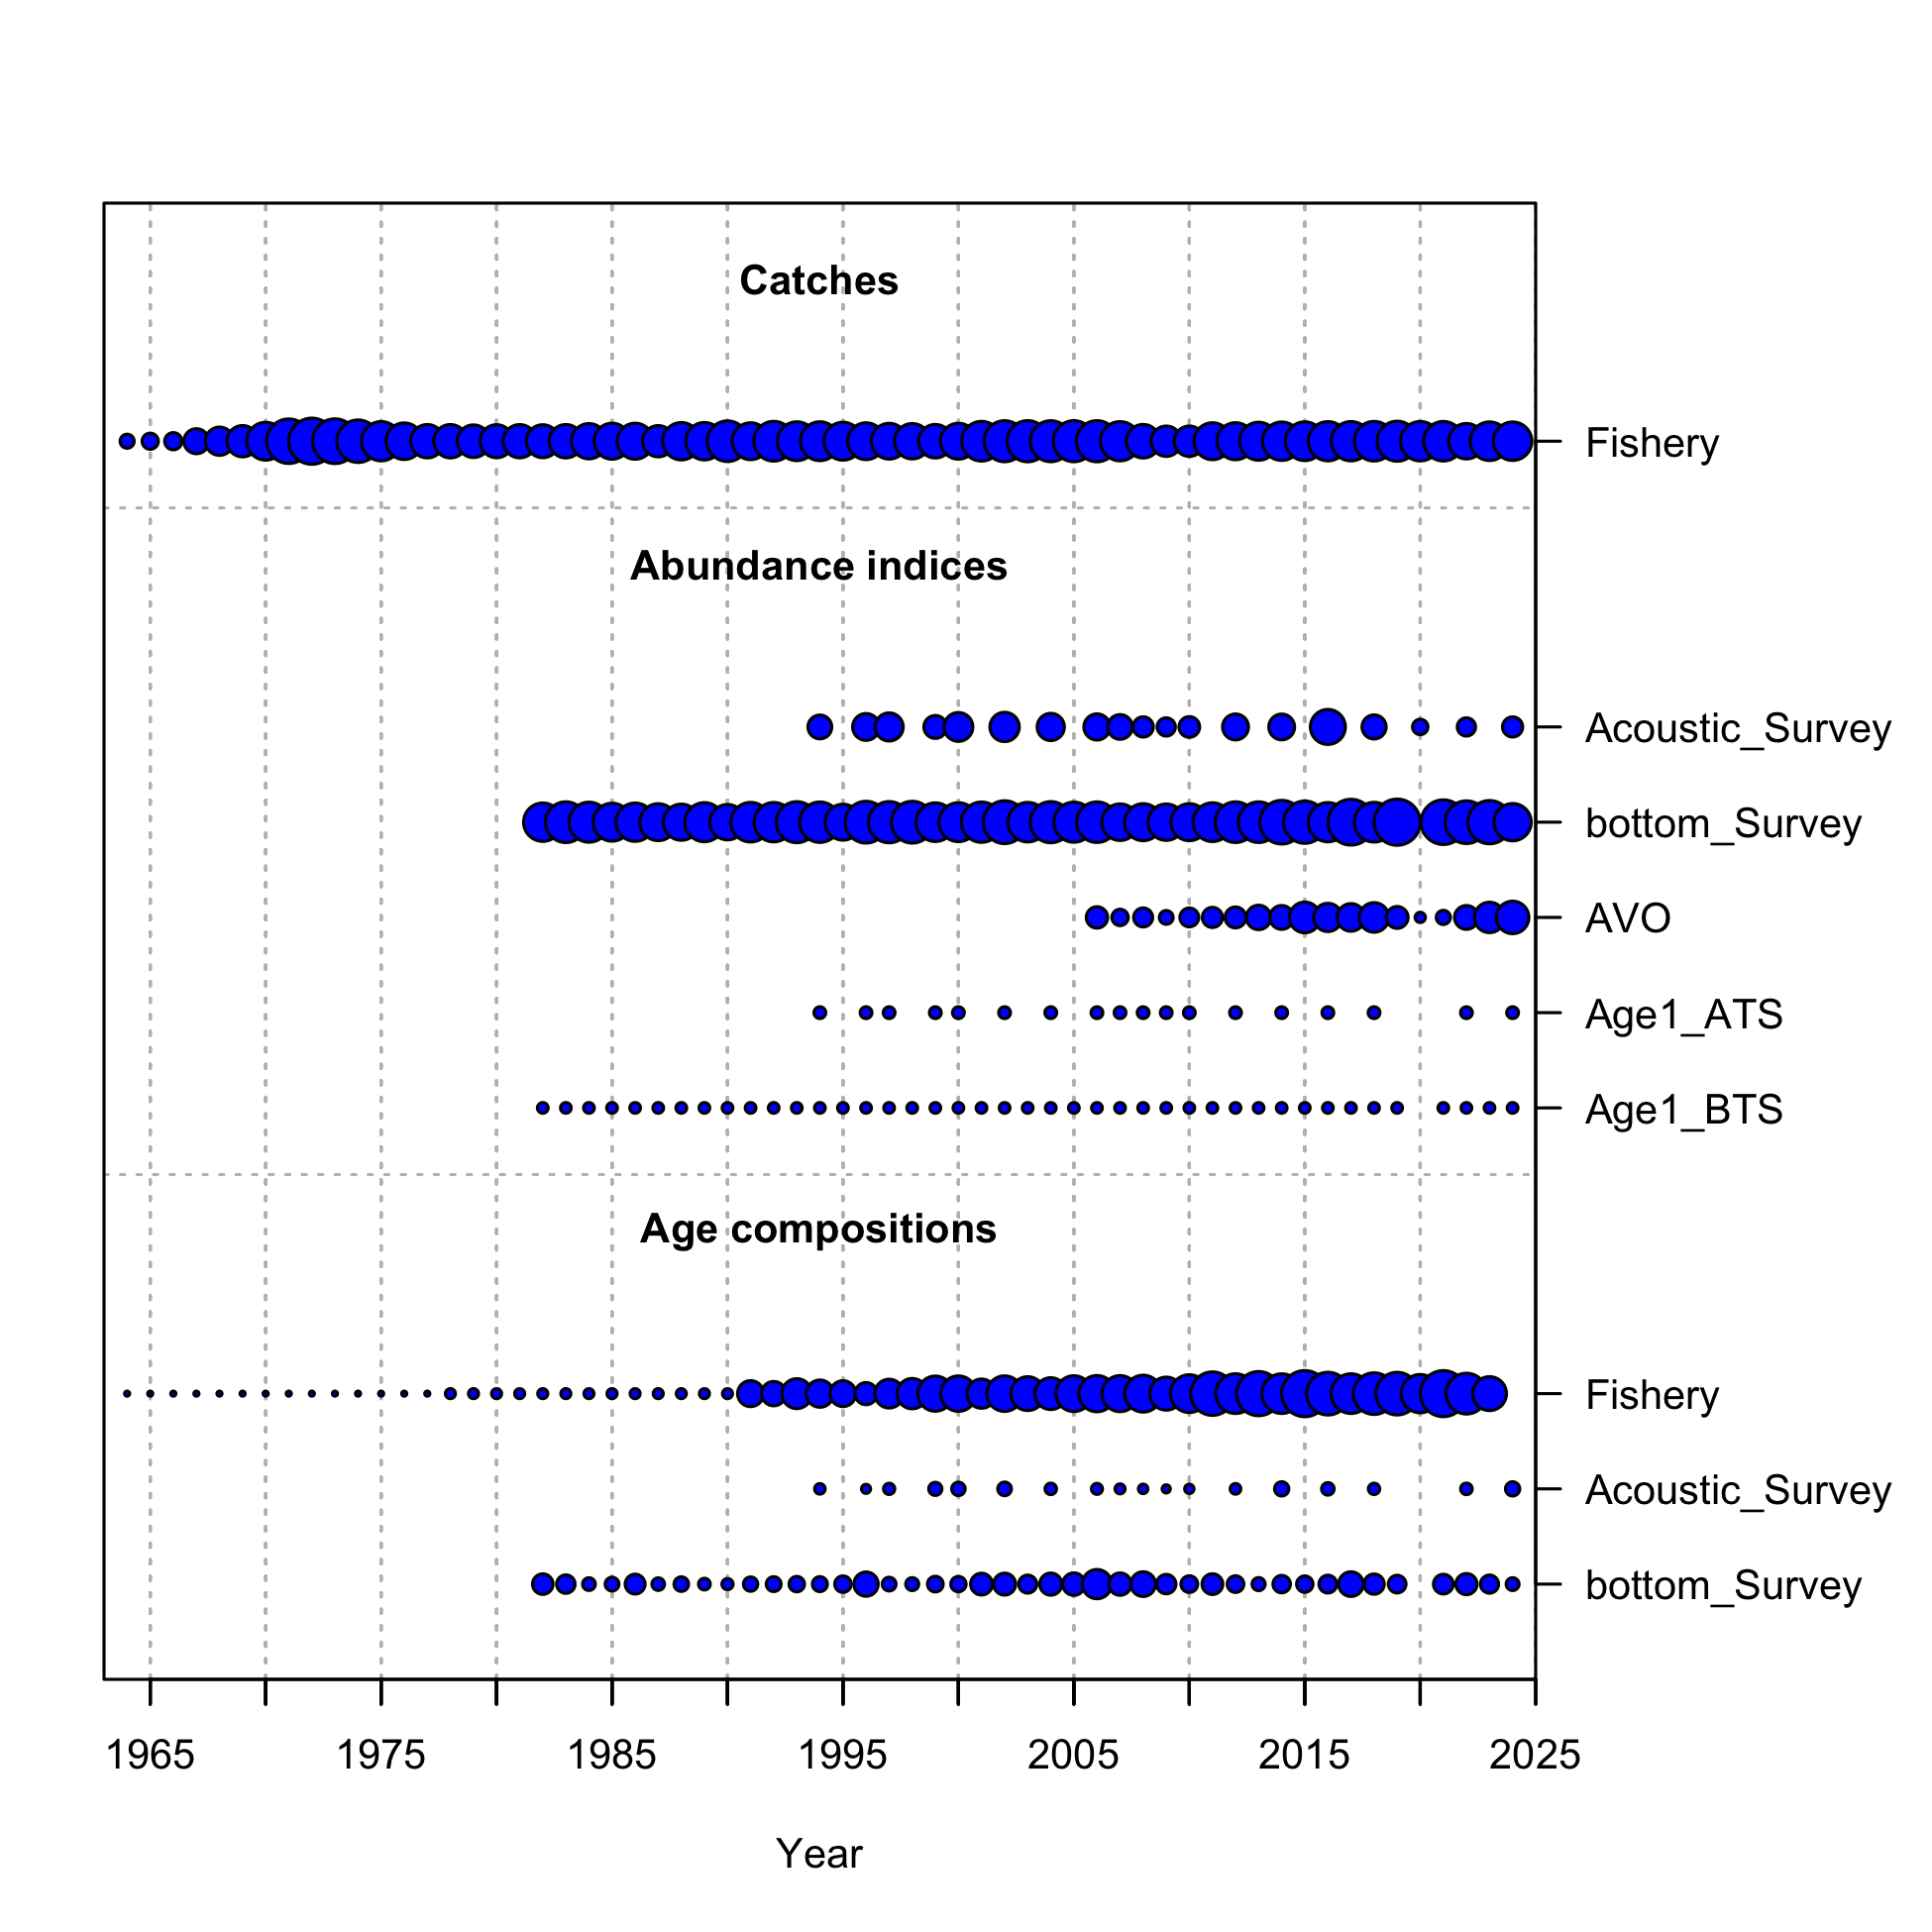 Catches
Fishery
Abundance indices
Acoustic_Survey
bottom_Survey
AVO
Age1_ATS
Age1_BTS
Age compositions
Fishery
Acoustic_Survey
bottom_Survey
1965 1975 1985 1995 2005 2015 2025
Year